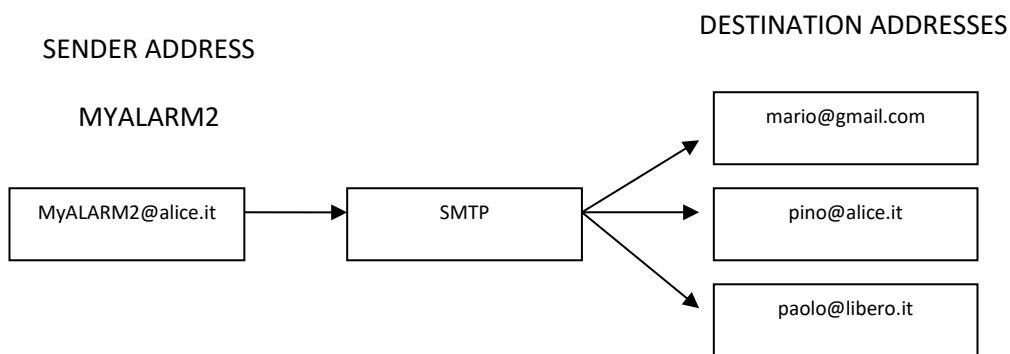 SENDER ADDRESS
MYALARM2
DESTINATION ADDRESSES
MyALARM2@alice.it
SMTP
mario@gmail.com
pino@alice.it
paolo@libero.it